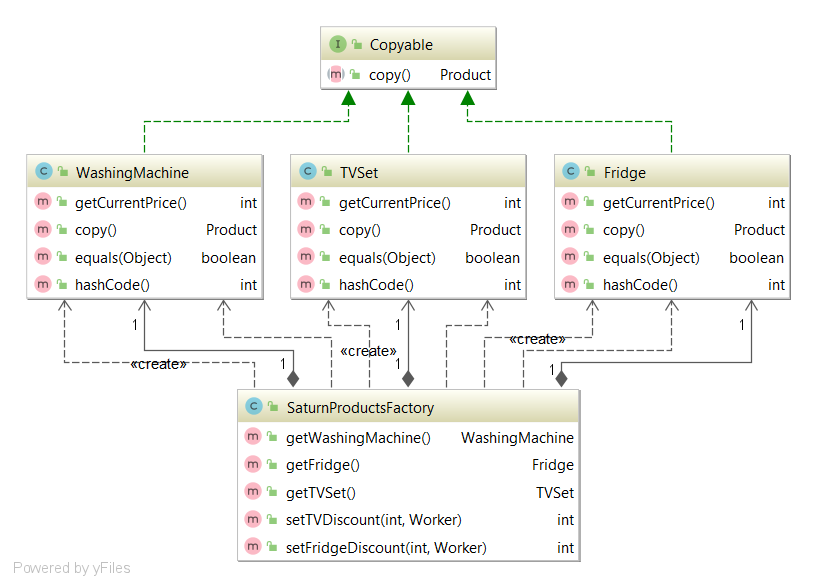 I Copyable
m copy() Product
C WashingMachine
m getCurrentPrice() int
m copy() Product
m equals(Object) boolean
m hashCode() int
C TVSet
m getCurrentPrice() int
m copy() Product
m equals(Object) boolean
m hashCode() int
C Fridge
m getCurrentPrice() int
m copy() Product
m equals(Object) boolean
m hashCode() int
1
1
1
«create»
«create»
«create»
1
1
1
C SaturnProductsFactory
m getWashingMachine() WashingMachine
m getFridge() Fridge
m getTVSet() TVSet
m setTVDiscount(int, Worker) int
m setFridgeDiscount(int, Worker) int
Powered by yFiles